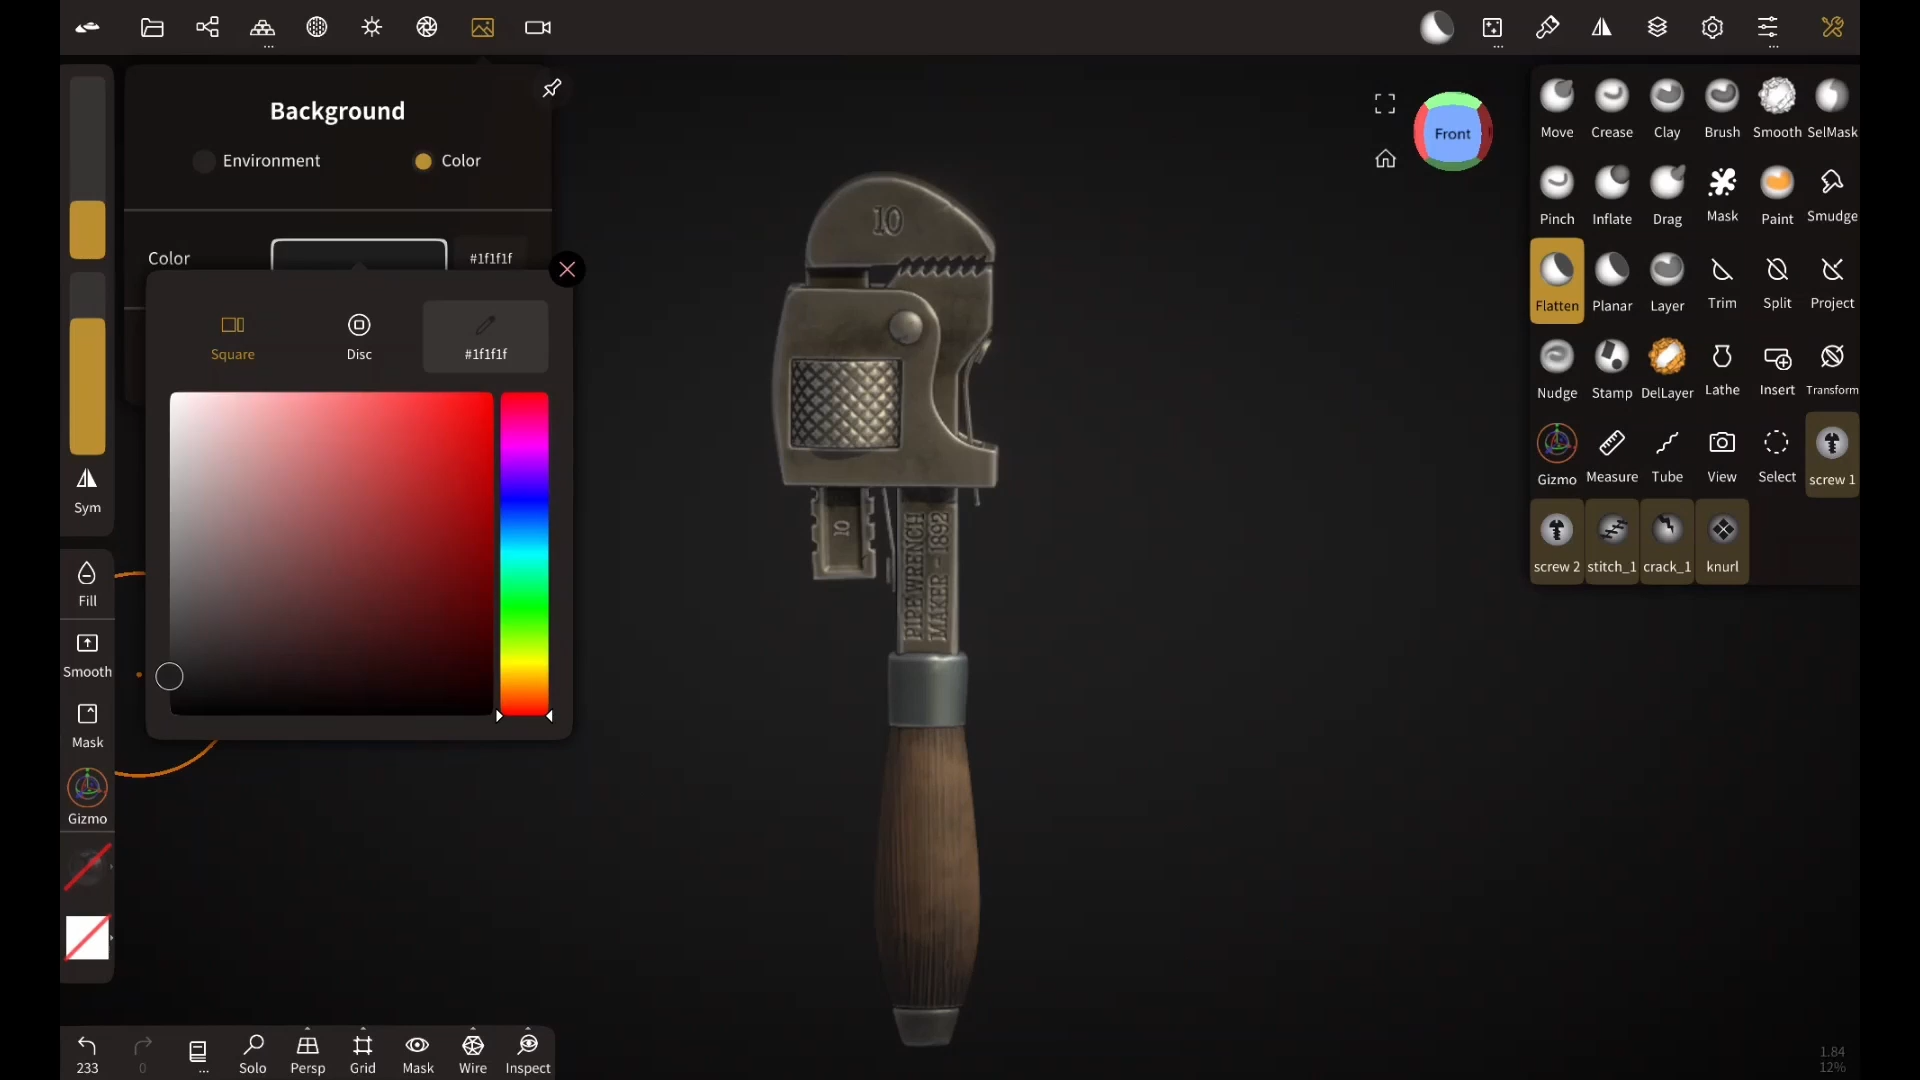 Background
Environment
Color
Color
#1f1f1f
Square
Disc
#1f1f1f
Sym
Fill
Smooth
Mask
Gizmo
233
0
...
Solo
Persp
Grid
Mask
Wire
Inspect
10
10
PIPEWRENCH
MAKER - 1892
Front
Move Crease Clay Brush Smooth SelMask
Pinch Inflate Drag Mask Paint Smudge
Flatten Planar Layer Trim Split Project
Nudge Stamp DelLayer Lathe Insert Transform
Gizmo Measure Tube View Select screw 1
screw 2 stitch_1 crack_1 knurl
1.84
12%